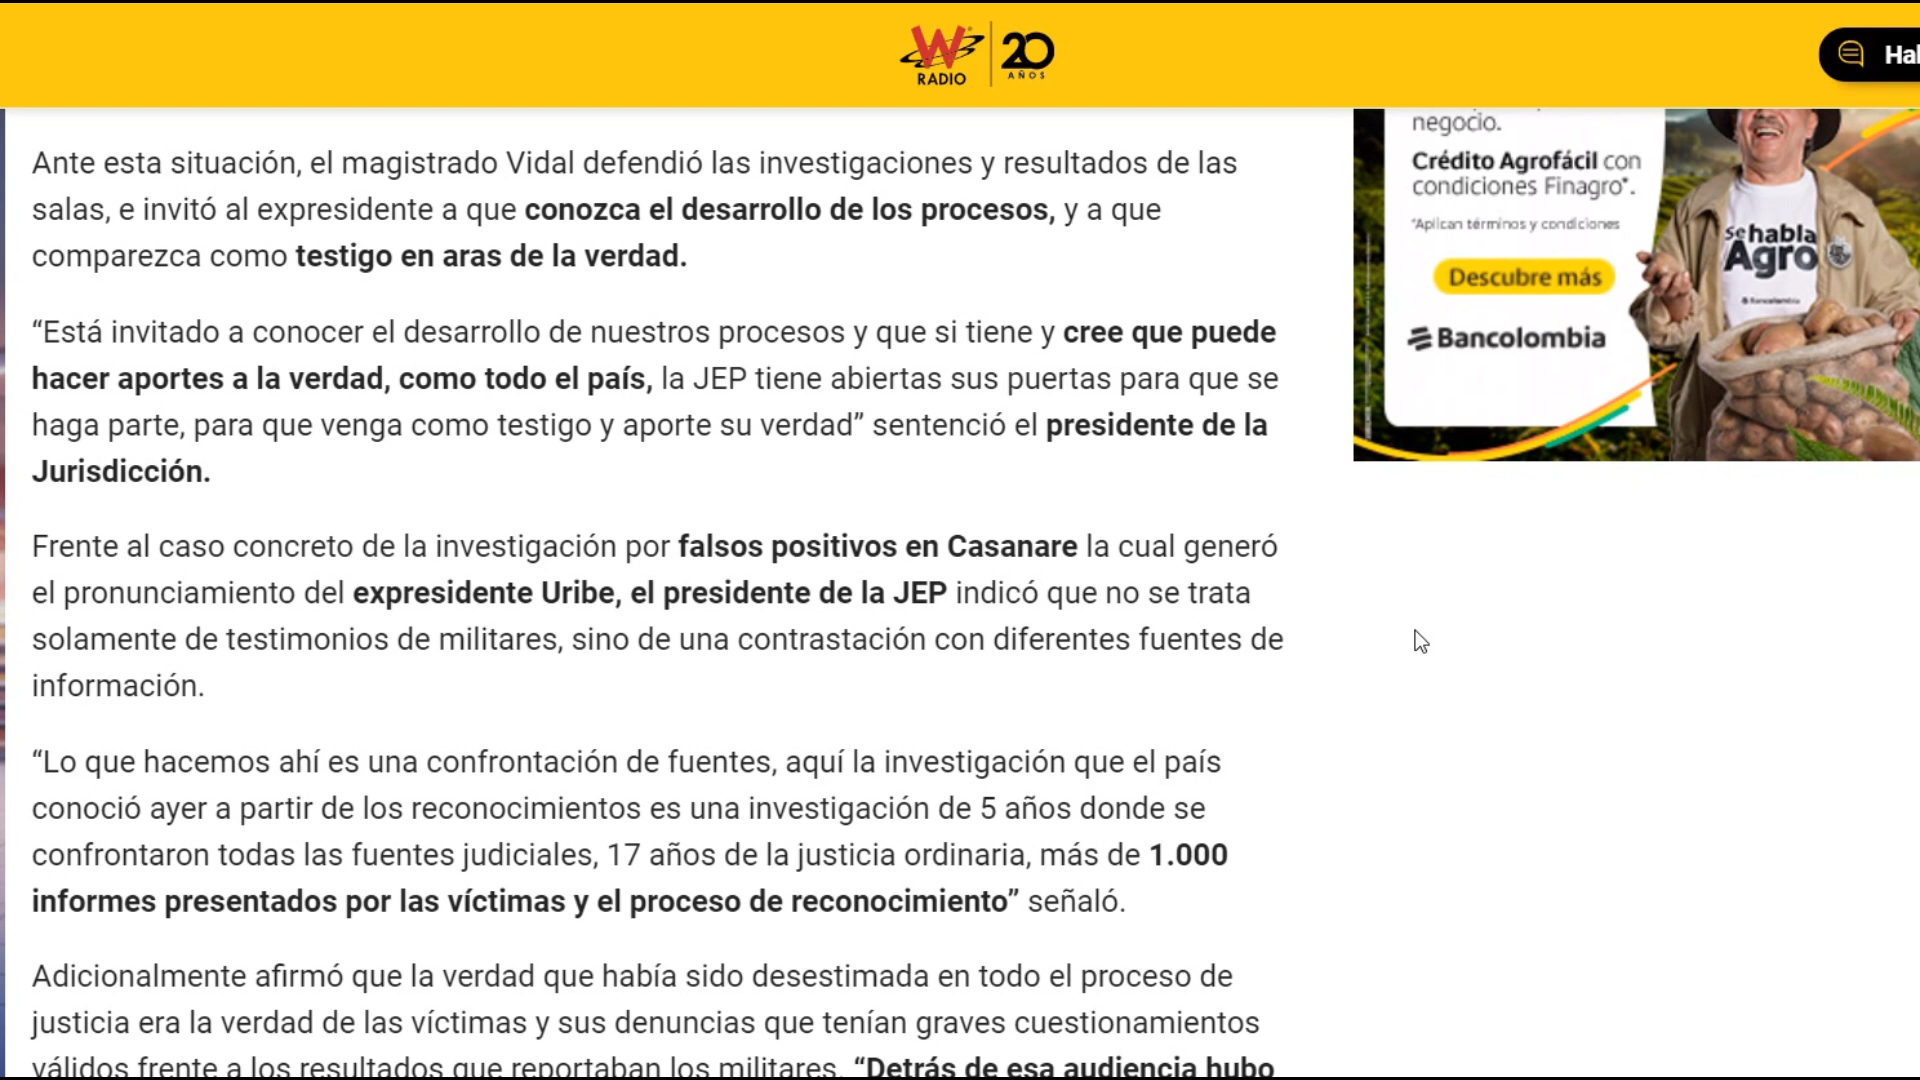 W
RADIO
20
AÑOS
Hal
Ante esta situación, el magistrado Vidal defendió las investigaciones y resultados de las
salas, e invitó al expresidente a que conozca el desarrollo de los procesos, y a que
comparezca como testigo en aras de la verdad.
“Está invitado a conocer el desarrollo de nuestros procesos y que si tiene y cree que puede
hacer aportes a la verdad, como todo el país, la JEP tiene abiertas sus puertas para que se
haga parte, para que venga como testigo y aporte su verdad” sentenció el presidente de la
Jurisdicción.
Frente al caso concreto de la investigación por falsos positivos en Casanare la cual generó
el pronunciamiento del expresidente Uribe, el presidente de la JEP indicó que no se trata
solamente de testimonios de militares, sino de una contrastación con diferentes fuentes de
información.
“Lo que hacemos ahí es una confrontación de fuentes, aquí la investigación que el país
conoció ayer a partir de los reconocimientos es una investigación de 5 años donde se
confrontaron todas las fuentes judiciales, 17 años de la justicia ordinaria, más de 1.000
informes presentados por las víctimas y el proceso de reconocimiento” señaló.
Adicionalmente afirmó que la verdad que había sido desestimada en todo el proceso de
justicia era la verdad de las víctimas y sus denuncias que tenían graves cuestionamientos
válidos frente a los resultados que reportaban los militares. “Detrás de esa audiencia hubo
negocio.
Crédito Agrofácil con
condiciones Finagro*.
*Aplican términos y condiciones
Descubre más
Bancolombia
Se habla
Agro
Bancolombia